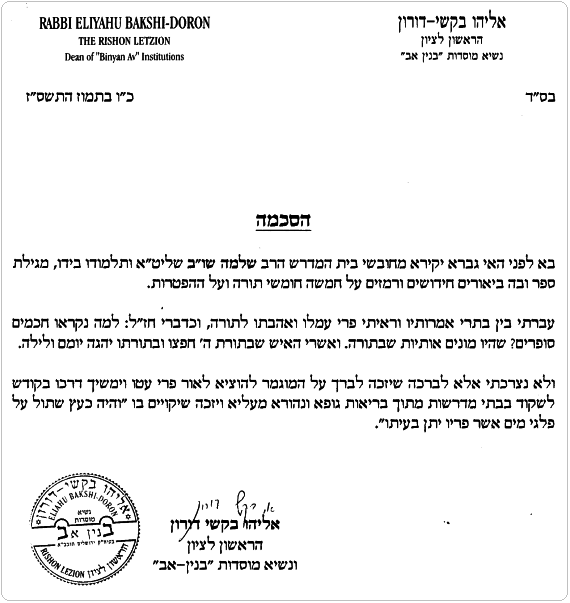 RABBI ELIYAHU BAKSHI-DORON
THE RISHON LETZION
Dean of "Binyan Av" Institutions
אליהו בקשי-דורון
הראשון לציון
נשיא מוסדות "בנין אב"
בס"ד
כ"ו בתמוז התשס"ז
הסכמה
בא לפני האי גברא יקירא מחובשי בית המדרש הרב שלמה שו"ב שליט"א ותלמודו בידו, מגילת
ספר ובה ביאורים חידושים ורמזים על חמשה חומשי תורה ועל ההפטרות.
עברתי בין בתרי אמרותיו וראיתי פרי עמלו ואהבתו לתורה, וכדברי חז"ל: למה נקראו חכמים
סופרים? שהיו מונים אותיות שבתורה. ואשרי האיש שבתורת ה' חפצו ובתורתו יהגה יומם ולילה.
ולא נצרכתי אלא לברכה שיזכה לברך על המוגמר להוציא לאור פרי עטו וימשיך דרכו בקודש
לשקוד בבתי מדרשות מתוך בריאות גופא ונהורא מעליא ויזכה שיקויים בו "והיה כעץ שתול על
פלגי מים אשר פריו יתן בעיתו".
אליהו בקשי דורון
הראשון לציון
ונשיא מוסדות "בנין-אב"
אליהו בקשי-דורון
ELIAHU BAKSHI-DORON
נשיא
מוסדות
בנין אב
הראשון לציון RISHON LEZION